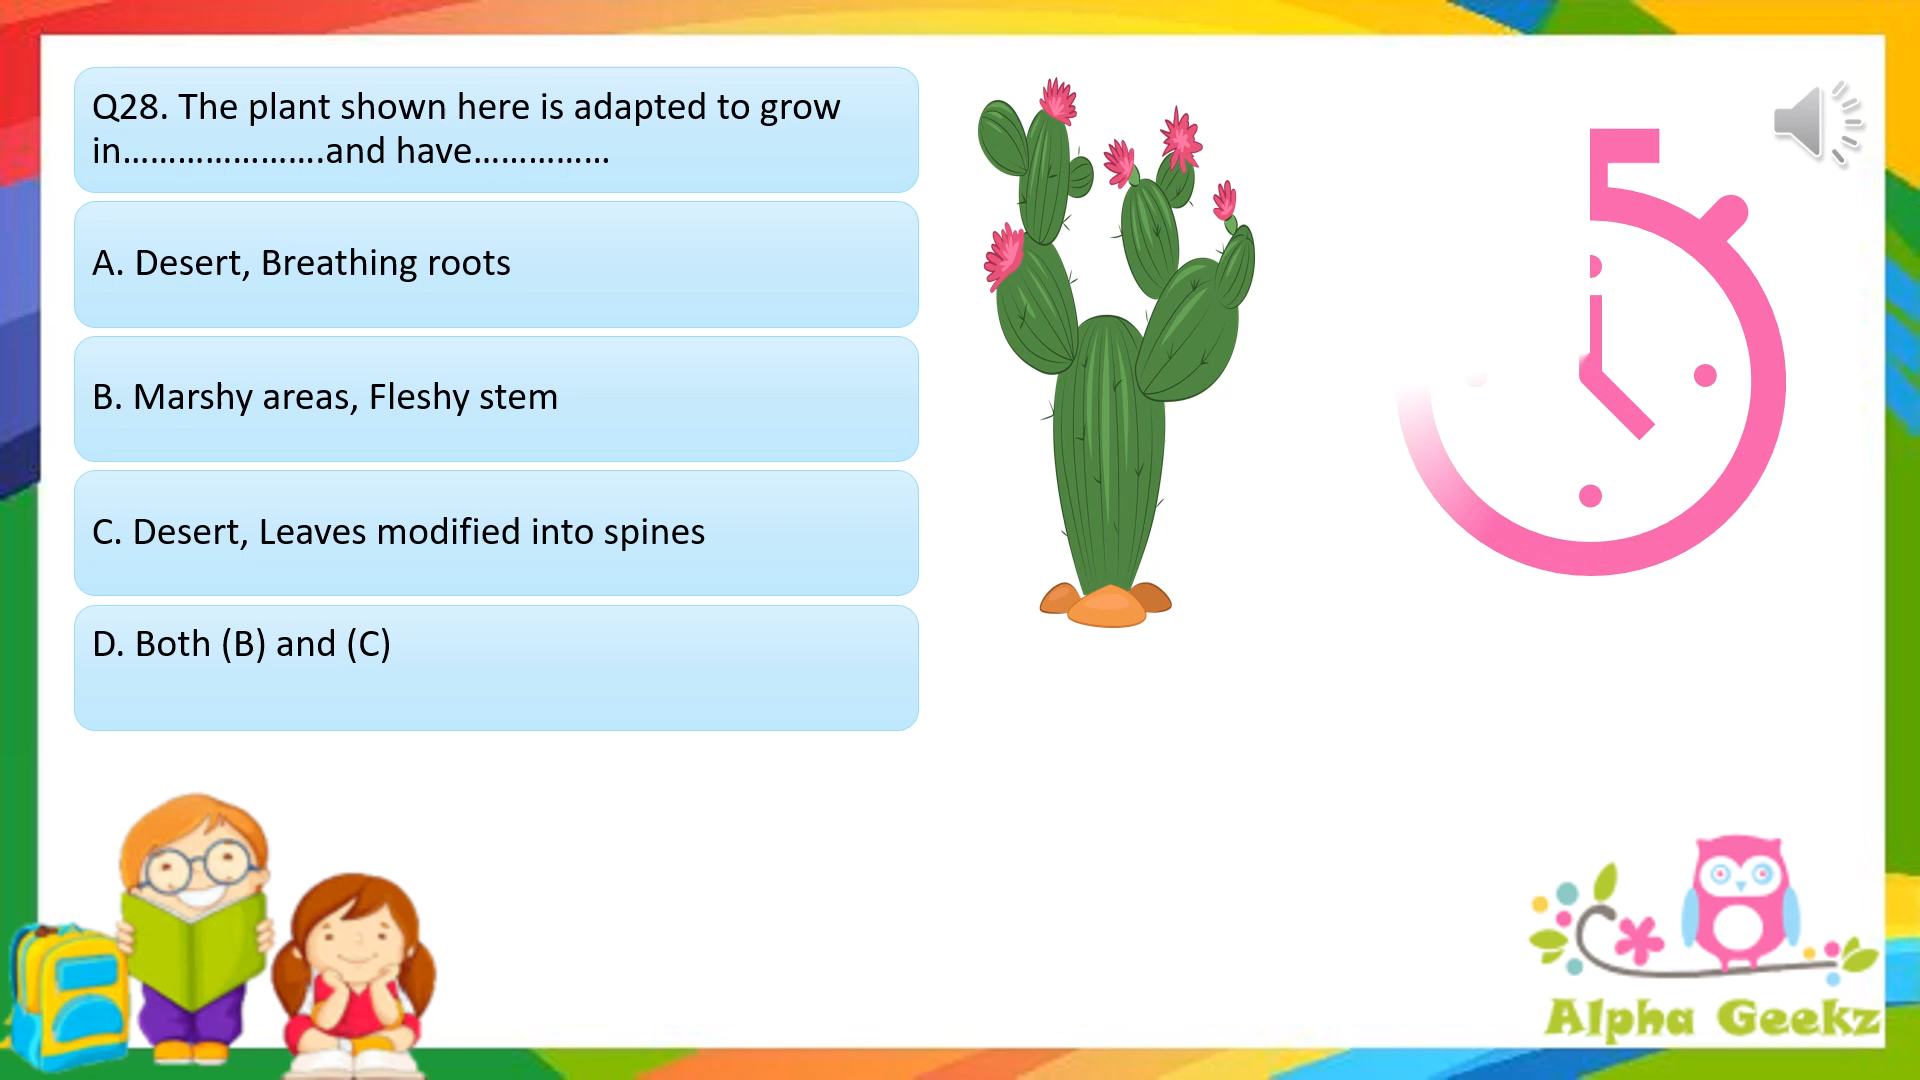 Q28. The plant shown here is adapted to grow
in………………….and have……………
A. Desert, Breathing roots
B. Marshy areas, Fleshy stem
C. Desert, Leaves modified into spines
D. Both (B) and (C)
Alpha Geekz